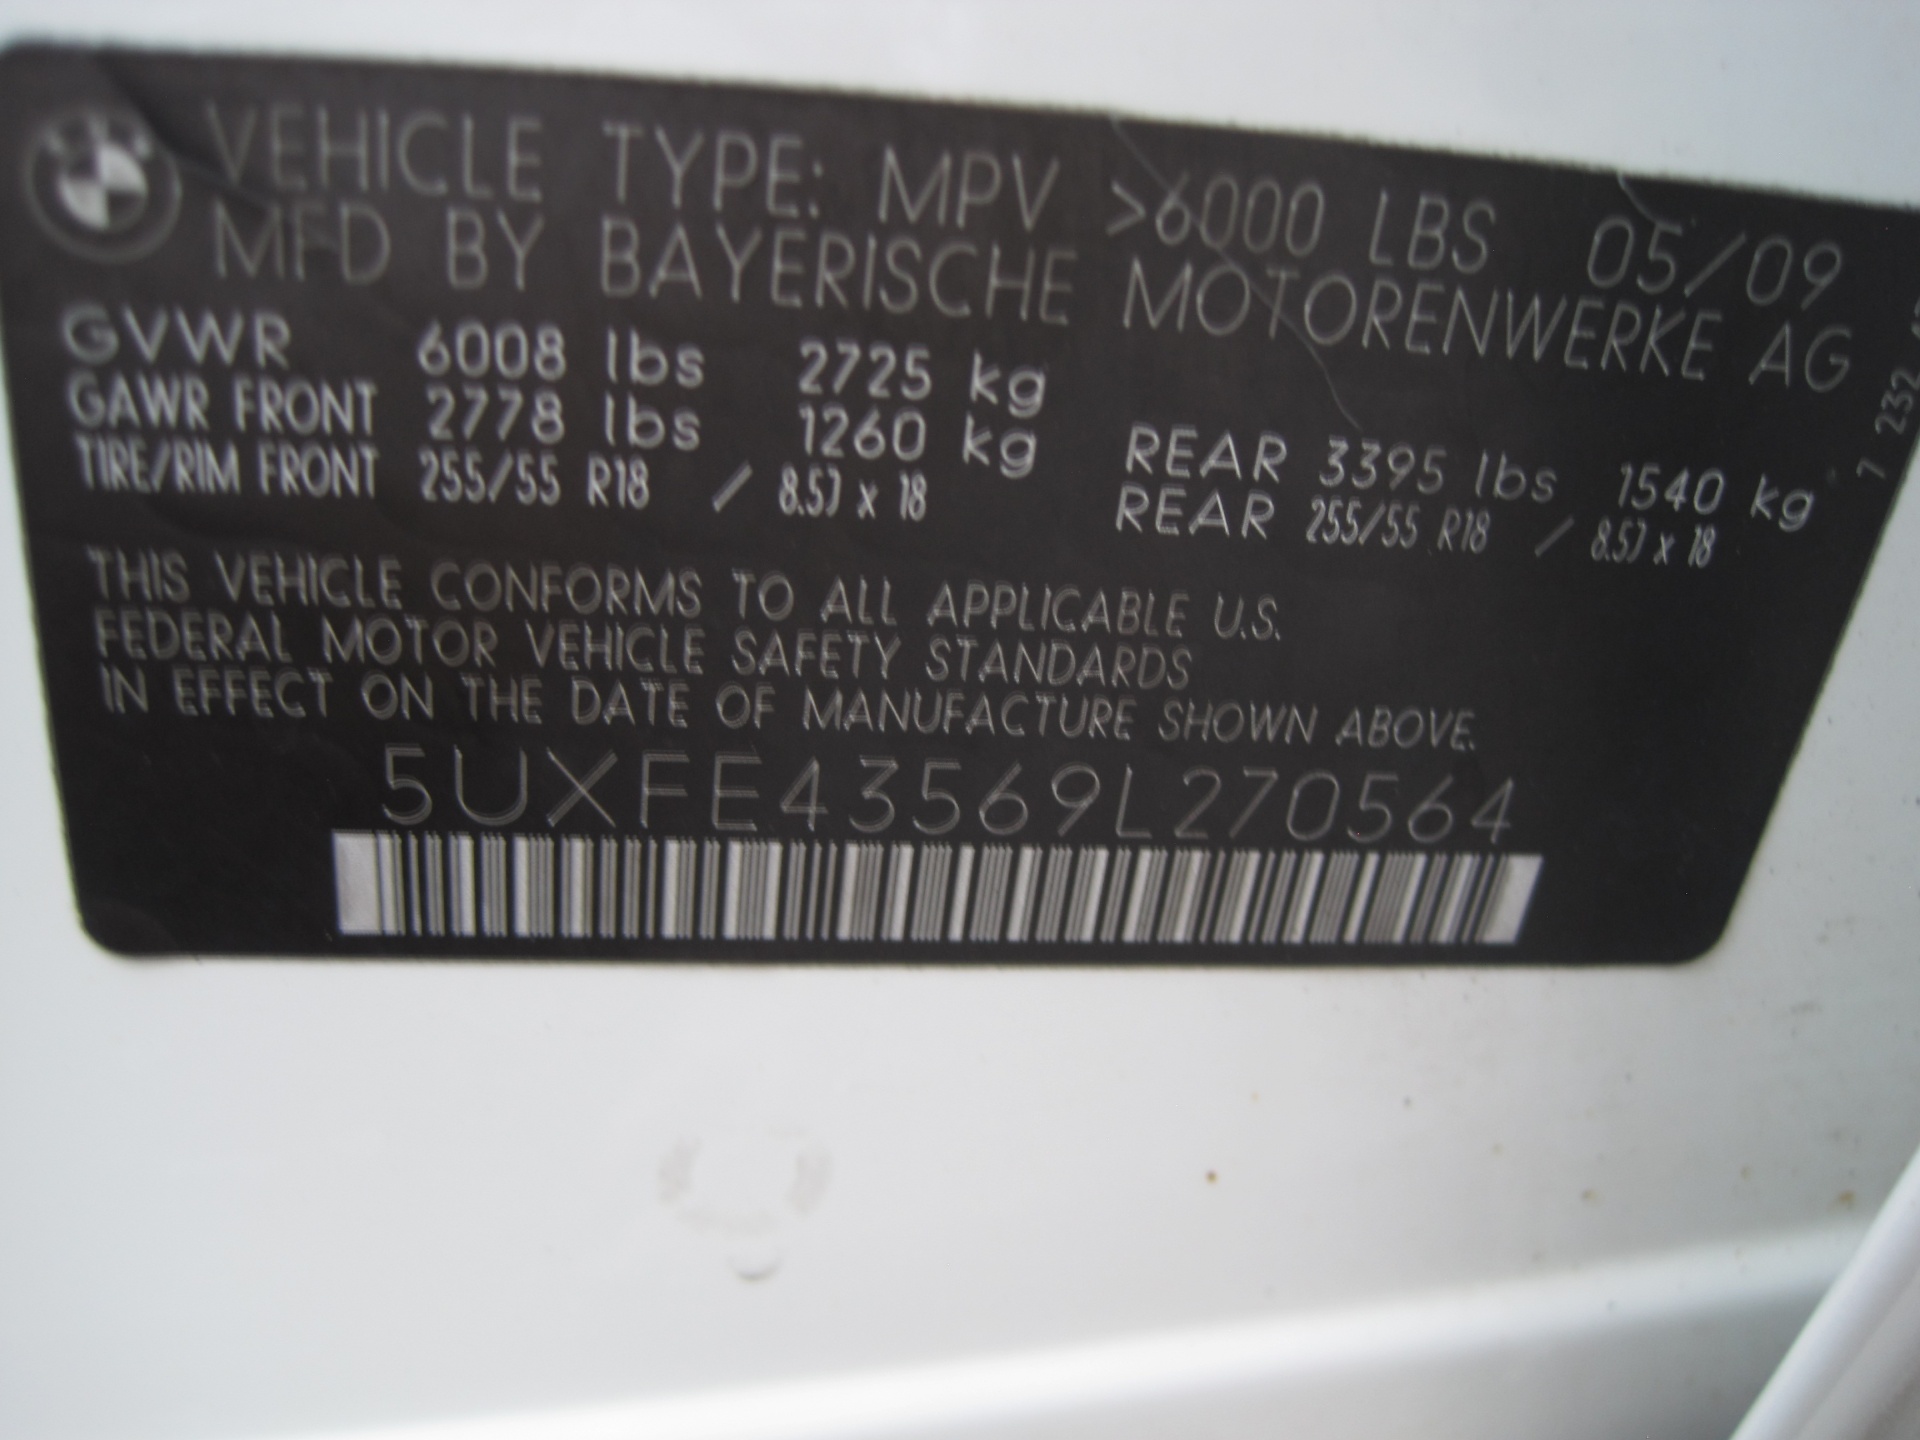 VEHICLE TYPE: MPV >6000 LBS 05/09
MFD BY BAYERISCHE MOTORENWERKE AG
GVWR 6008 lbs 2725 kg
GAWR FRONT 2778 lbs 1260 kg REAR 3395 lbs 1540 kg
TIRE/RIM FRONT 255/55 R18 / 8.5J x 18 REAR 255/55 R18 / 8.5J x 18
THIS VEHICLE CONFORMS TO ALL APPLICABLE U.S.
FEDERAL MOTOR VEHICLE SAFETY STANDARDS
IN EFFECT ON THE DATE OF MANUFACTURE SHOWN ABOVE.
5UXFE43569L270564
7 232